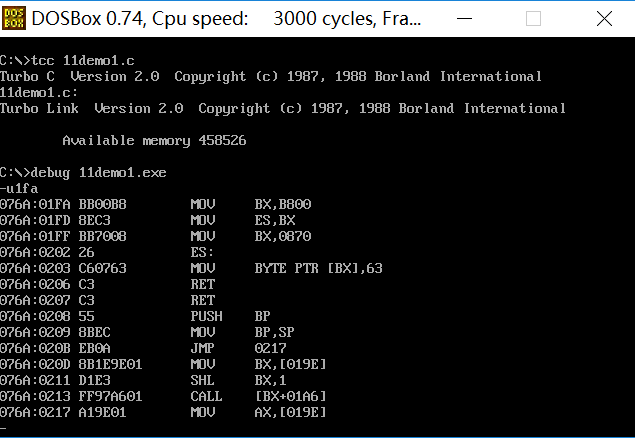 DOS BOX DOSBox 0.74, Cpu speed: 3000 cycles, Fra...
C:\>tcc 11demo1.c
Turbo C Version 2.0 Copyright (c) 1987, 1988 Borland International
11demo1.c:
Turbo Link Version 2.0 Copyright (c) 1987, 1988 Borland International
Available memory 458526
C:\>debug 11demo1.exe
-u1fa
076A:01FA BB00B8 MOV BX,B800
076A:01FD 8EC3 MOV ES,BX
076A:01FF BB7008 MOV BX,0870
076A:0202 26 ES:
076A:0203 C60763 MOV BYTE PTR [BX],63
076A:0206 C3 RET
076A:0207 C3 RET
076A:0208 55 PUSH BP
076A:0209 8BEC MOV BP,SP
076A:020B EB0A JMP 0217
076A:020D 8B1E9E01 MOV BX,[019E]
076A:0211 D1E3 SHL BX,1
076A:0213 FF97A601 CALL [BX+01A6]
076A:0217 A19E01 MOV AX,[019E]
-